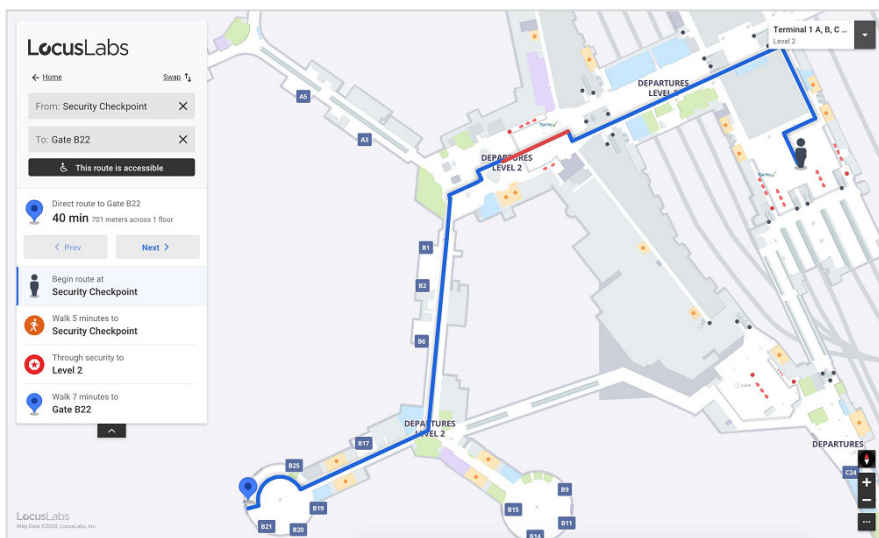 LocusLabs
Home
Swap
From: Security Checkpoint
To: Gate B22
This route is accessible
Direct route to Gate B22
40 min 701 meters across 1 floor
Prev
Next
Begin route at
Security Checkpoint
Walk 5 minutes to
Security Checkpoint
Through security to
Level 2
Walk 7 minutes to
Gate B22
LocusLabs
Map Data ©2020, LocusLabs, Inc.
Terminal 1 A, B, C ...
Level 2
DEPARTURES
LEVEL 2
A5
A3
DEPARTURES
LEVEL 2
B1
B2
B6
DEPARTURES
LEVEL 2
B17
B25
B19
B21
B20
B9
B15
B11
B14
DEPARTURES
C24